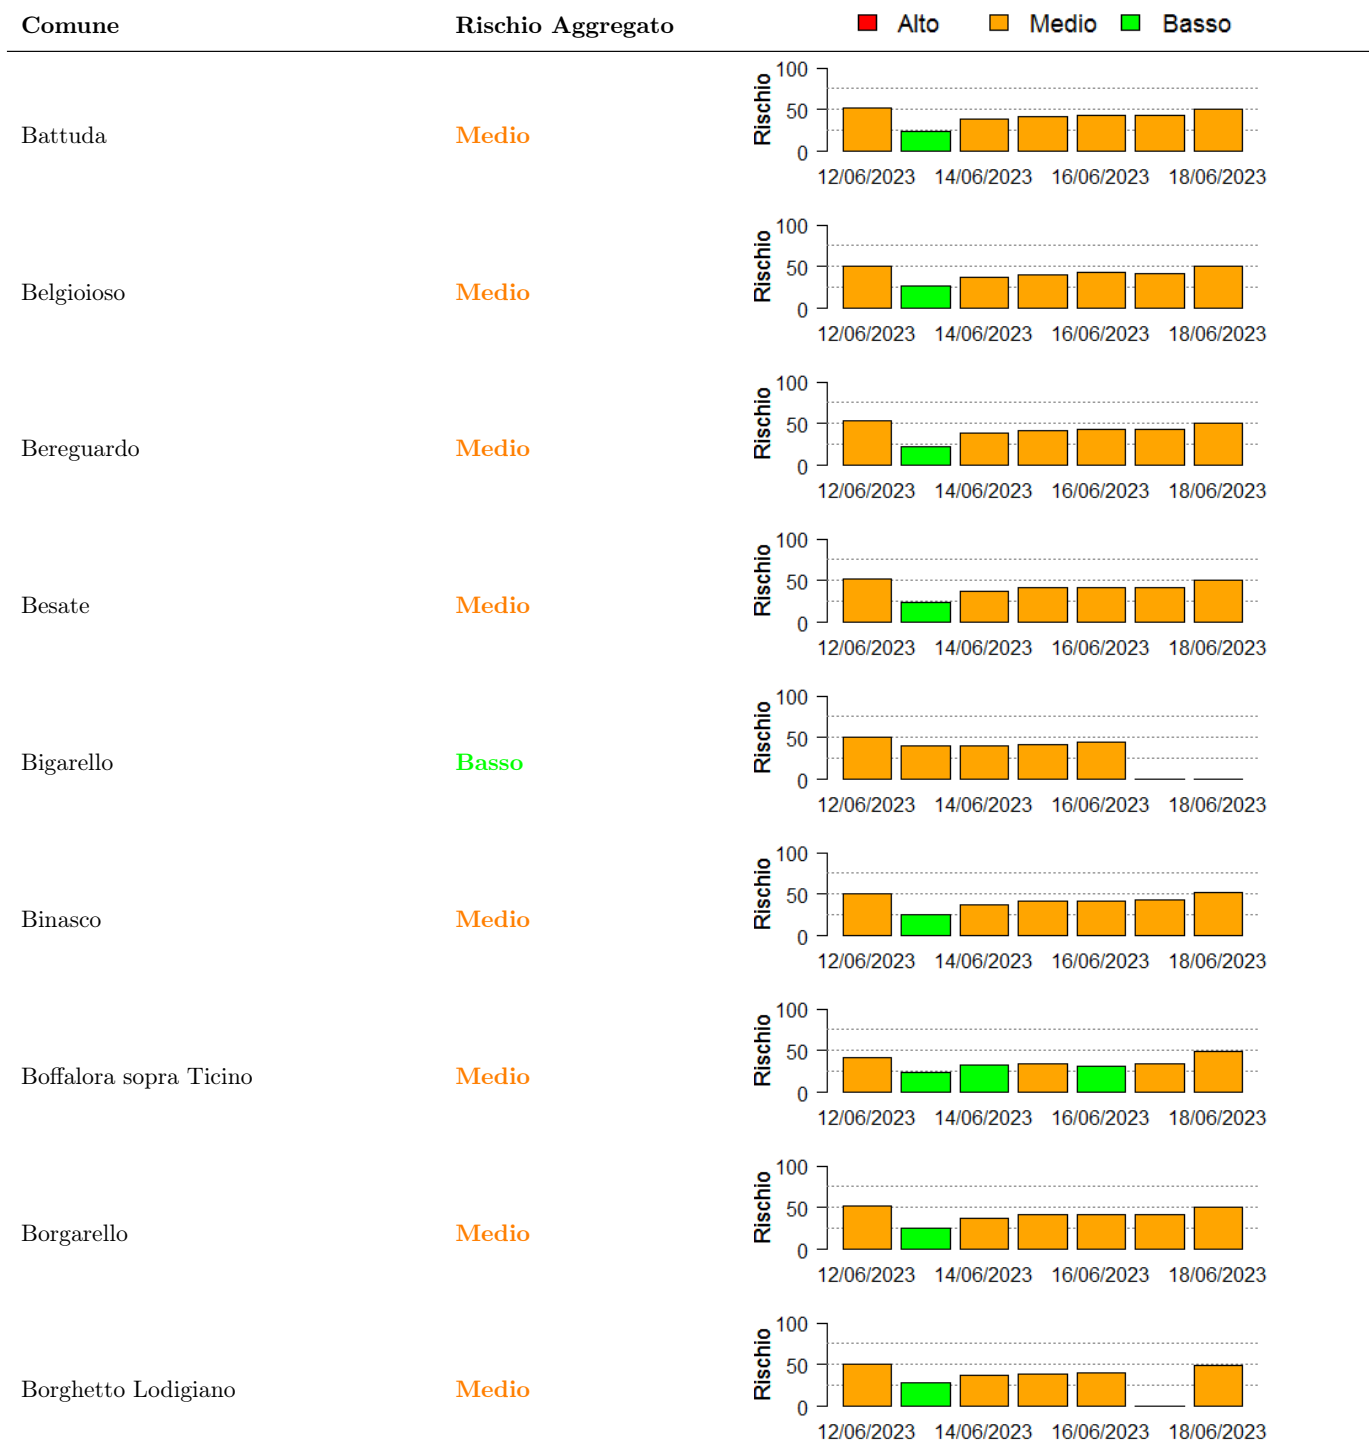 Comune Rischio Aggregato Alto Medio Basso
Battuda Medio
Rischio
100
50
0
12/06/2023 14/06/2023 16/06/2023 18/06/2023
Belgioioso Medio
Rischio
100
50
0
12/06/2023 14/06/2023 16/06/2023 18/06/2023
Bereguardo Medio
Rischio
100
50
0
12/06/2023 14/06/2023 16/06/2023 18/06/2023
Besate Medio
Rischio
100
50
0
12/06/2023 14/06/2023 16/06/2023 18/06/2023
Bigarello Basso
Rischio
100
50
0
12/06/2023 14/06/2023 16/06/2023 18/06/2023
Binasco Medio
Rischio
100
50
0
12/06/2023 14/06/2023 16/06/2023 18/06/2023
Boffalora sopra Ticino Medio
Rischio
100
50
0
12/06/2023 14/06/2023 16/06/2023 18/06/2023
Borgarello Medio
Rischio
100
50
0
12/06/2023 14/06/2023 16/06/2023 18/06/2023
Borghetto Lodigiano Medio
Rischio
100
50
0
12/06/2023 14/06/2023 16/06/2023 18/06/2023